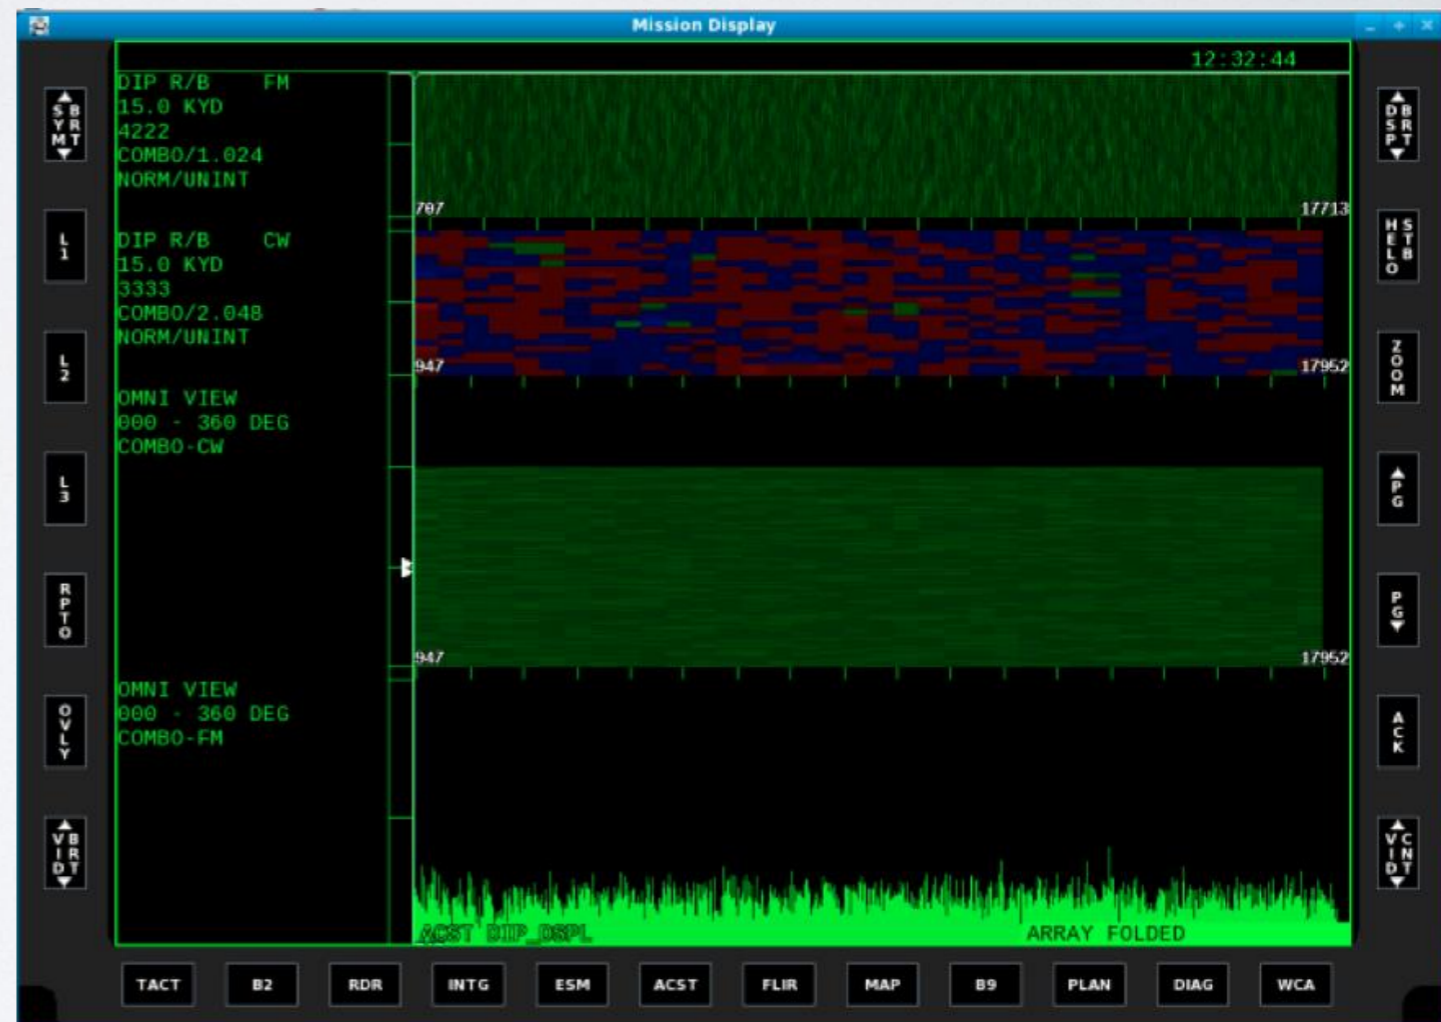 Mission Display
12:32:44
DIP R/B FM
15.0 KYD
4222
COMBO/1.024
NORM/UNINT
707 17713
DIP R/B CW
15.0 KYD
3333
COMBO/2.048
NORM/UNINT
947 17952
OMNI VIEW
000 - 360 DEG
COMBO-CW
947 17952
OMNI VIEW
000 - 360 DEG
COMBO-FM
ACST DIP_DSPL ARRAY FOLDED
SYM BRT
L1
L2
L3
RPTO
OVLY
VID BRT
DSP BRT
HELO STB
ZOOM
PG
PG
ACK
VID CNT
TACT B2 RDR INTG ESM ACST FLIR MAP B9 PLAN DIAG WCA